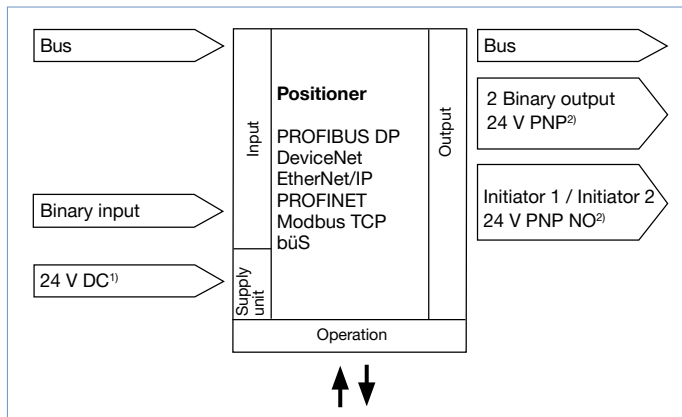 Bus
Binary input
24 V DC1)
Input
Supply
unit
Positioner
PROFIBUS DP
DeviceNet
EtherNet/IP
PROFINET
Modbus TCP
büS
Output
Operation
Bus
2 Binary output
24 V PNP2)
Initiator 1 / Initiator 2
24 V PNP NO2)